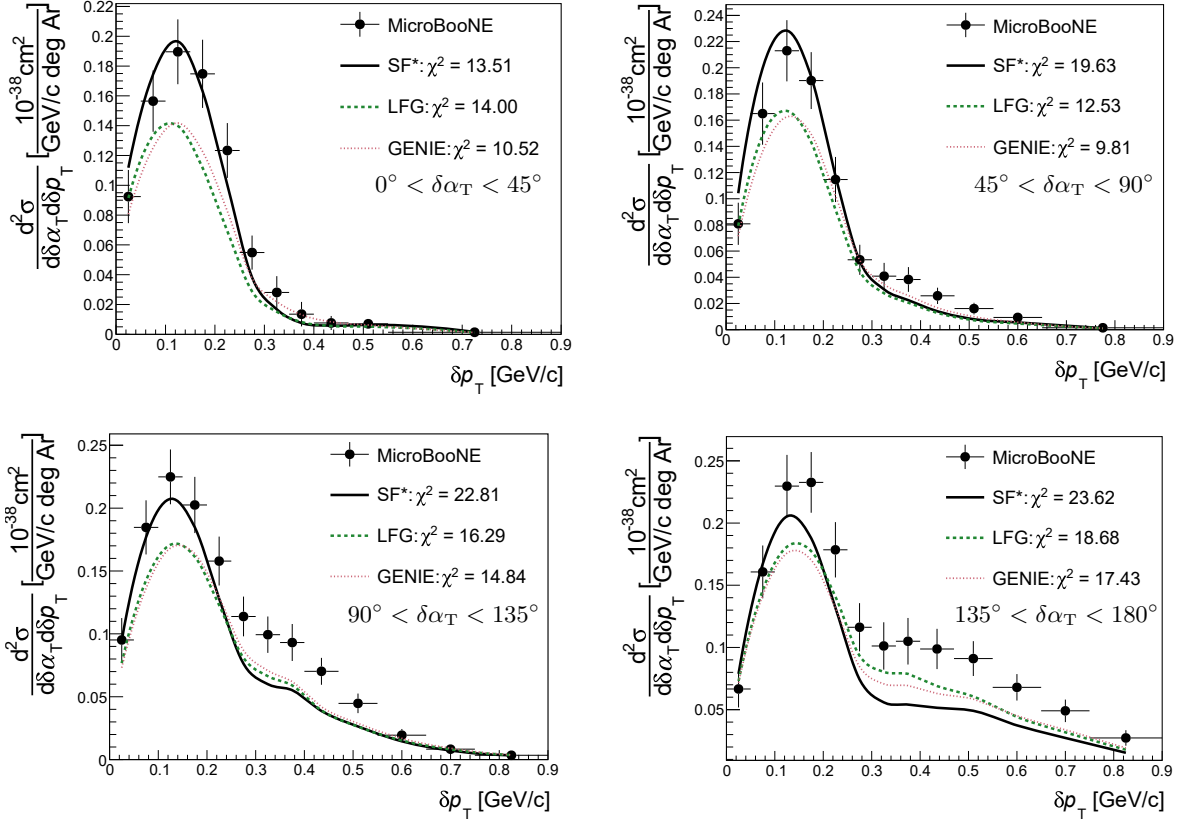 d²σ
dδα_T dδp_T
[
10⁻³⁸cm²
GeV/c deg Ar
]
0.22
0.2
0.18
0.16
0.14
0.12
0.1
0.08
0.06
0.04
0.02
0
MicroBooNE
SF*: χ² = 13.51
LFG: χ² = 14.00
GENIE: χ² = 10.52
0° < δα_T < 45°
0 0.1 0.2 0.3 0.4 0.5 0.6 0.7 0.8 0.9
δp_T [GeV/c]
d²σ
dδα_T dδp_T
[
10⁻³⁸cm²
GeV/c deg Ar
]
0.24
0.22
0.2
0.18
0.16
0.14
0.12
0.1
0.08
0.06
0.04
0.02
0
MicroBooNE
SF*: χ² = 19.63
LFG: χ² = 12.53
GENIE: χ² = 9.81
45° < δα_T < 90°
0 0.1 0.2 0.3 0.4 0.5 0.6 0.7 0.8 0.9
δp_T [GeV/c]
d²σ
dδα_T dδp_T
[
10⁻³⁸cm²
GeV/c deg Ar
]
0.25
0.2
0.15
0.1
0.05
0
MicroBooNE
SF*: χ² = 22.81
LFG: χ² = 16.29
GENIE: χ² = 14.84
90° < δα_T < 135°
0 0.1 0.2 0.3 0.4 0.5 0.6 0.7 0.8 0.9
δp_T [GeV/c]
d²σ
dδα_T dδp_T
[
10⁻³⁸cm²
GeV/c deg Ar
]
0.25
0.2
0.15
0.1
0.05
MicroBooNE
SF*: χ² = 23.62
LFG: χ² = 18.68
GENIE: χ² = 17.43
135° < δα_T < 180°
0 0.1 0.2 0.3 0.4 0.5 0.6 0.7 0.8 0.9
δp_T [GeV/c]